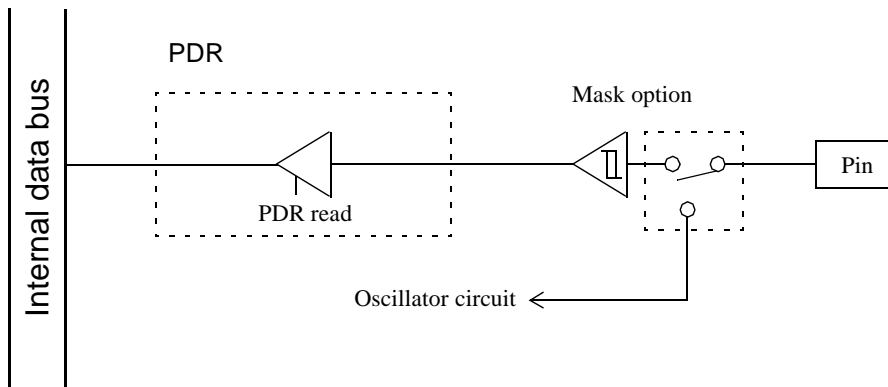 PDR
Mask option
Internal data bus
Pin
PDR read
Oscillator circuit